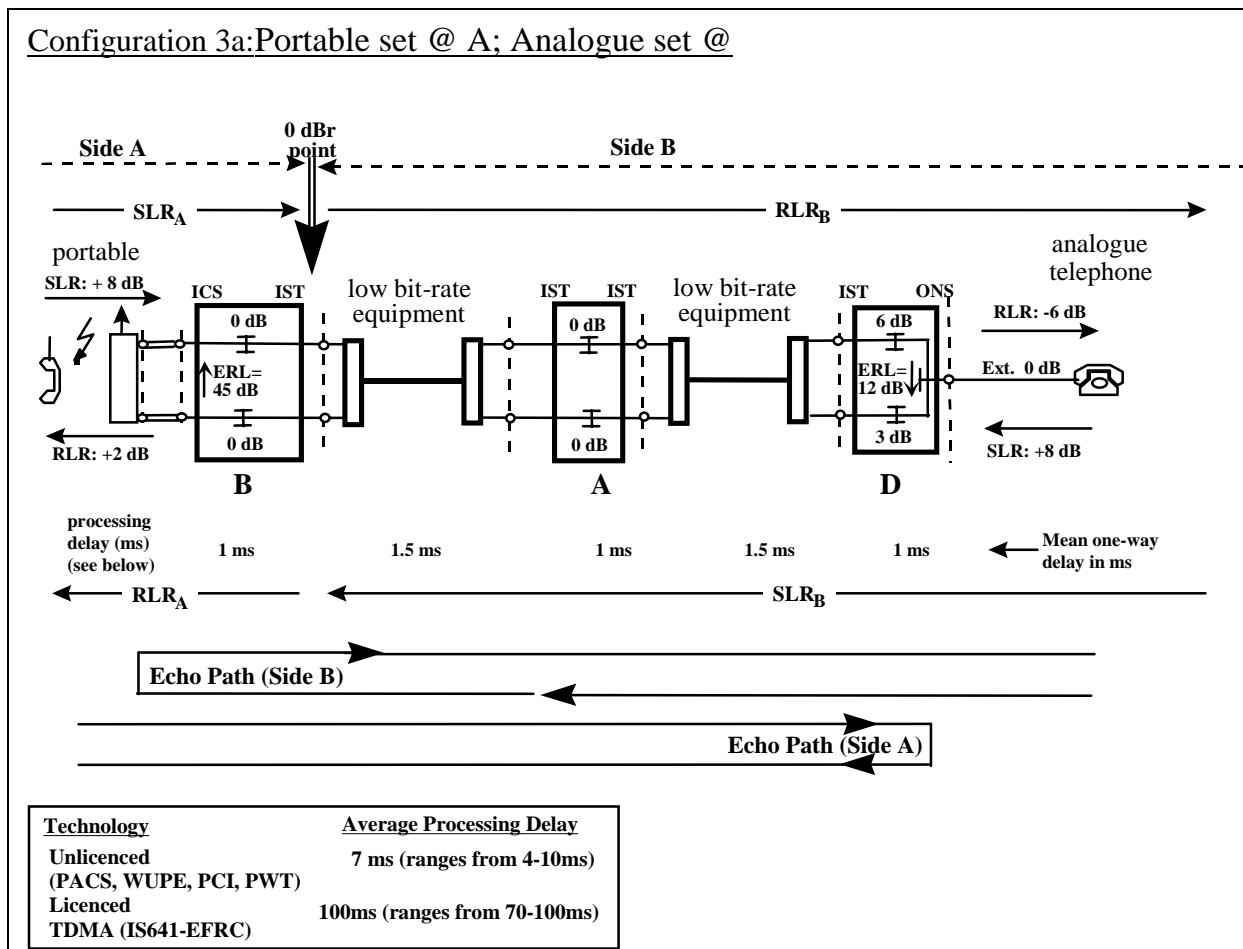 Configuration 3a:Portable set @ A; Analogue set @
0 dBr
point
Side A
Side B
SLRA
RLRB
portable
analogue
telephone
SLR: + 8 dB
ICS IST
low bit-rate
equipment
IST IST
low bit-rate
equipment
IST ONS
RLR: -6 dB
0 dB
0 dB
6 dB
ERL=
45 dB
ERL=
12 dB
Ext. 0 dB
0 dB
0 dB
3 dB
RLR: +2 dB
SLR: +8 dB
B
A
D
processing
delay (ms)
(see below)
1 ms
1.5 ms
1 ms
1.5 ms
1 ms
Mean one-way
delay in ms
RLRA
SLRB
Echo Path (Side B)
Echo Path (Side A)
Technology Average Processing Delay
Unlicenced 7 ms (ranges from 4-10ms)
(PACS, WUPE, PCI, PWT)
Licenced 100ms (ranges from 70-100ms)
TDMA (IS641-EFRC)